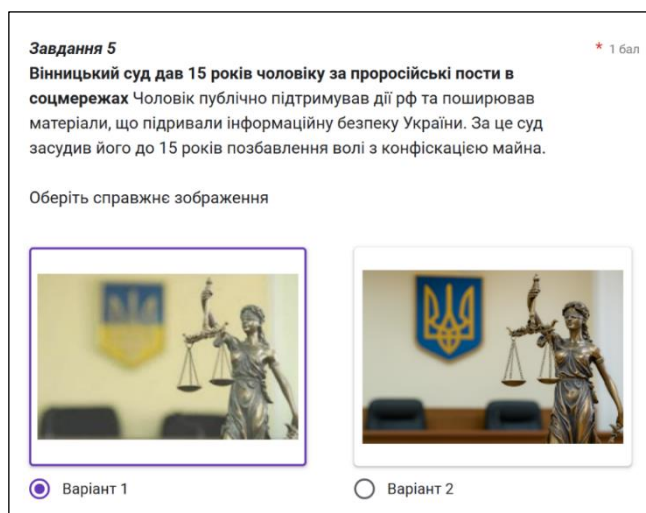 Завдання 5
* 1 бал
Вінницький суд дав 15 років чоловіку за проросійські пости в
соцмережах Чоловік публічно підтримував дії рф та поширював
матеріали, що підривали інформаційну безпеку України. За це суд
засудив його до 15 років позбавлення волі з конфіскацією майна.
Оберіть справжнє зображення
Варіант 1
Варіант 2